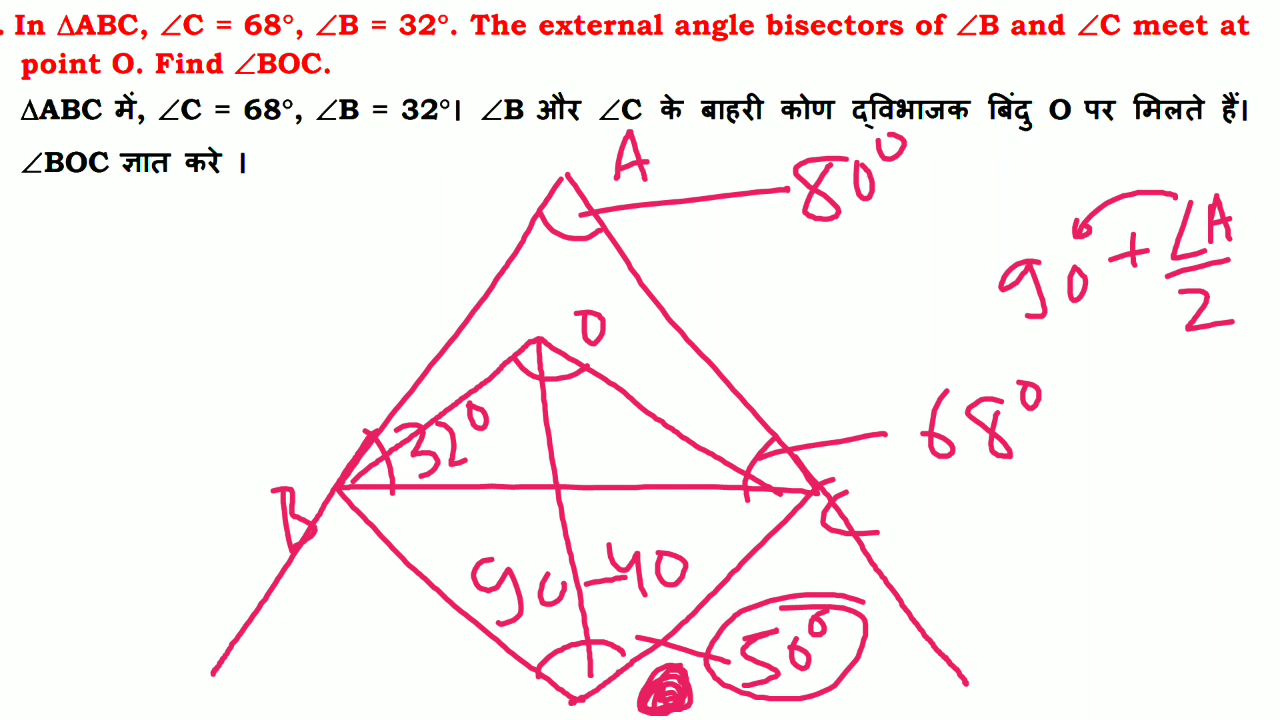 . In ΔABC, ∠C = 68°, ∠B = 32°. The external angle bisectors of ∠B and ∠C meet at
point O. Find ∠BOC.
ΔABC में, ∠C = 68°, ∠B = 32°। ∠B और ∠C के बाहरी कोण द्विभाजक बिंदु O पर मिलते हैं।
∠BOC ज्ञात करे ।
A
80°
90 + ∠A/2
O
32°
68°
B
C
90-40
50°